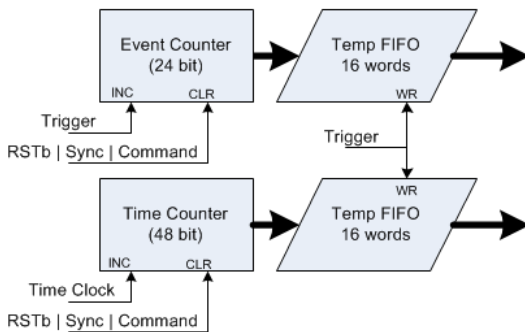 Event Counter
(24 bit)
INC
CLR
Temp FIFO
16 words
WR
Trigger
RSTb | Sync | Command
Trigger
Time Counter
(48 bit)
INC
CLR
WR
Temp FIFO
16 words
Time Clock
RSTb | Sync | Command